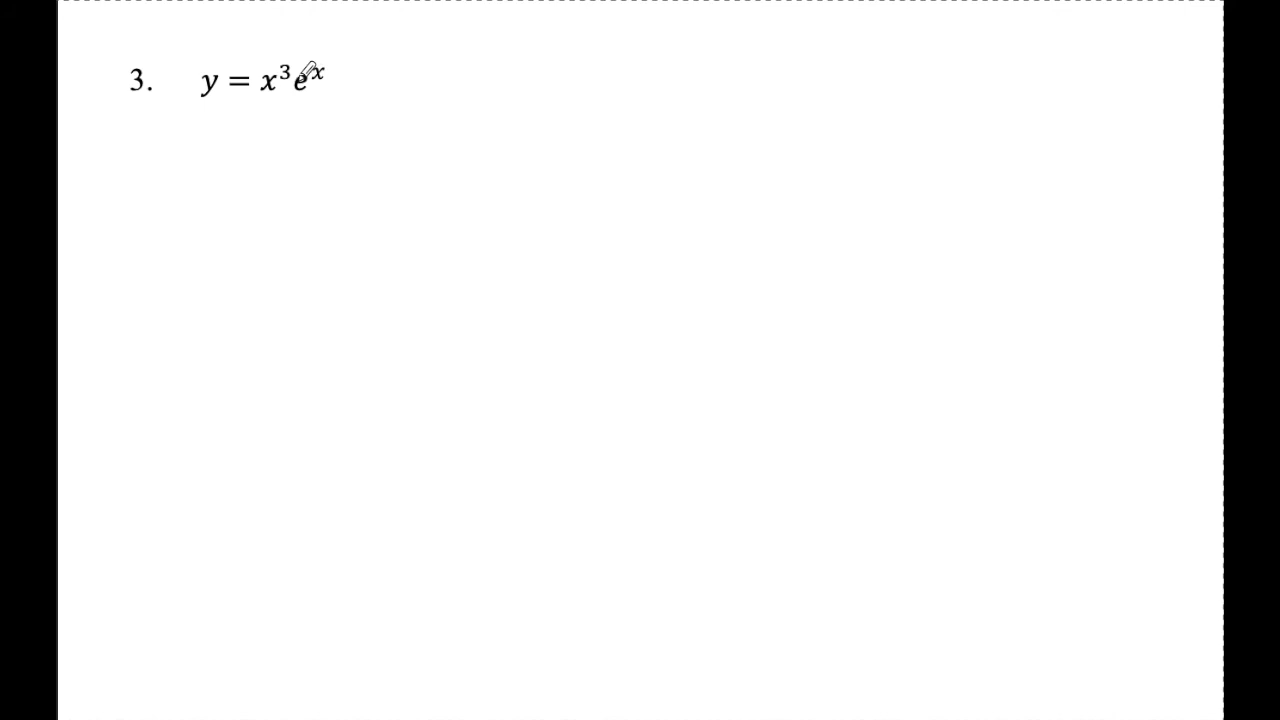 3. y = x³eˣ